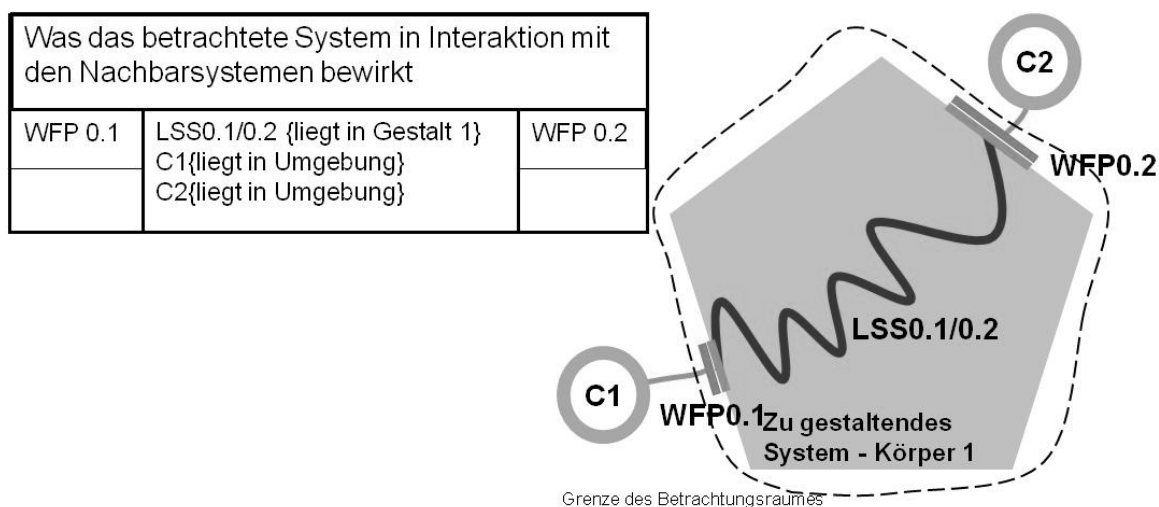 Was das betrachtete System in Interaktion mit
den Nachbarsystemen bewirkt
WFP 0.1
LSS0.1/0.2 {liegt in Gestalt 1}
C1{liegt in Umgebung}
C2{liegt in Umgebung}
WFP 0.2
C2
WFP0.2
LSS0.1/0.2
C1
WFP0.1
Zu gestaltendes
System - Körper 1
Grenze des Betrachtungsraumes